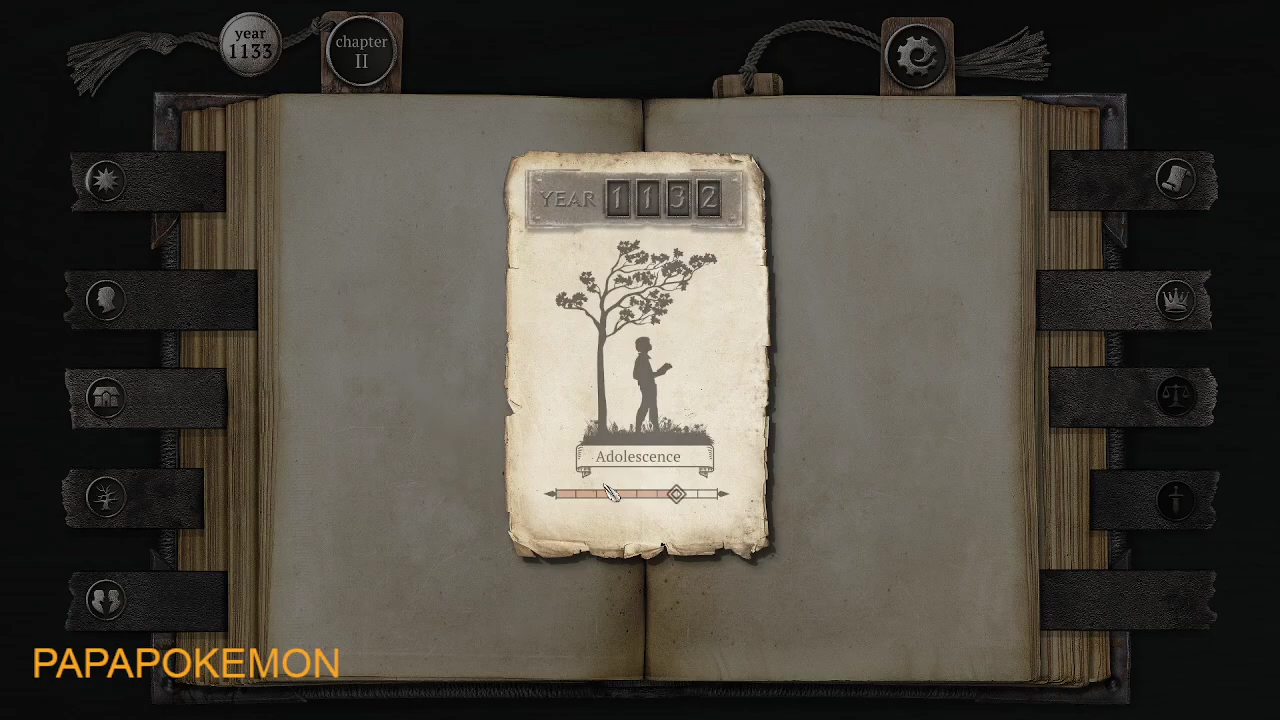 year
1133
chapter
II
YEAR 1132
Adolescence
PAPAPOKEMON